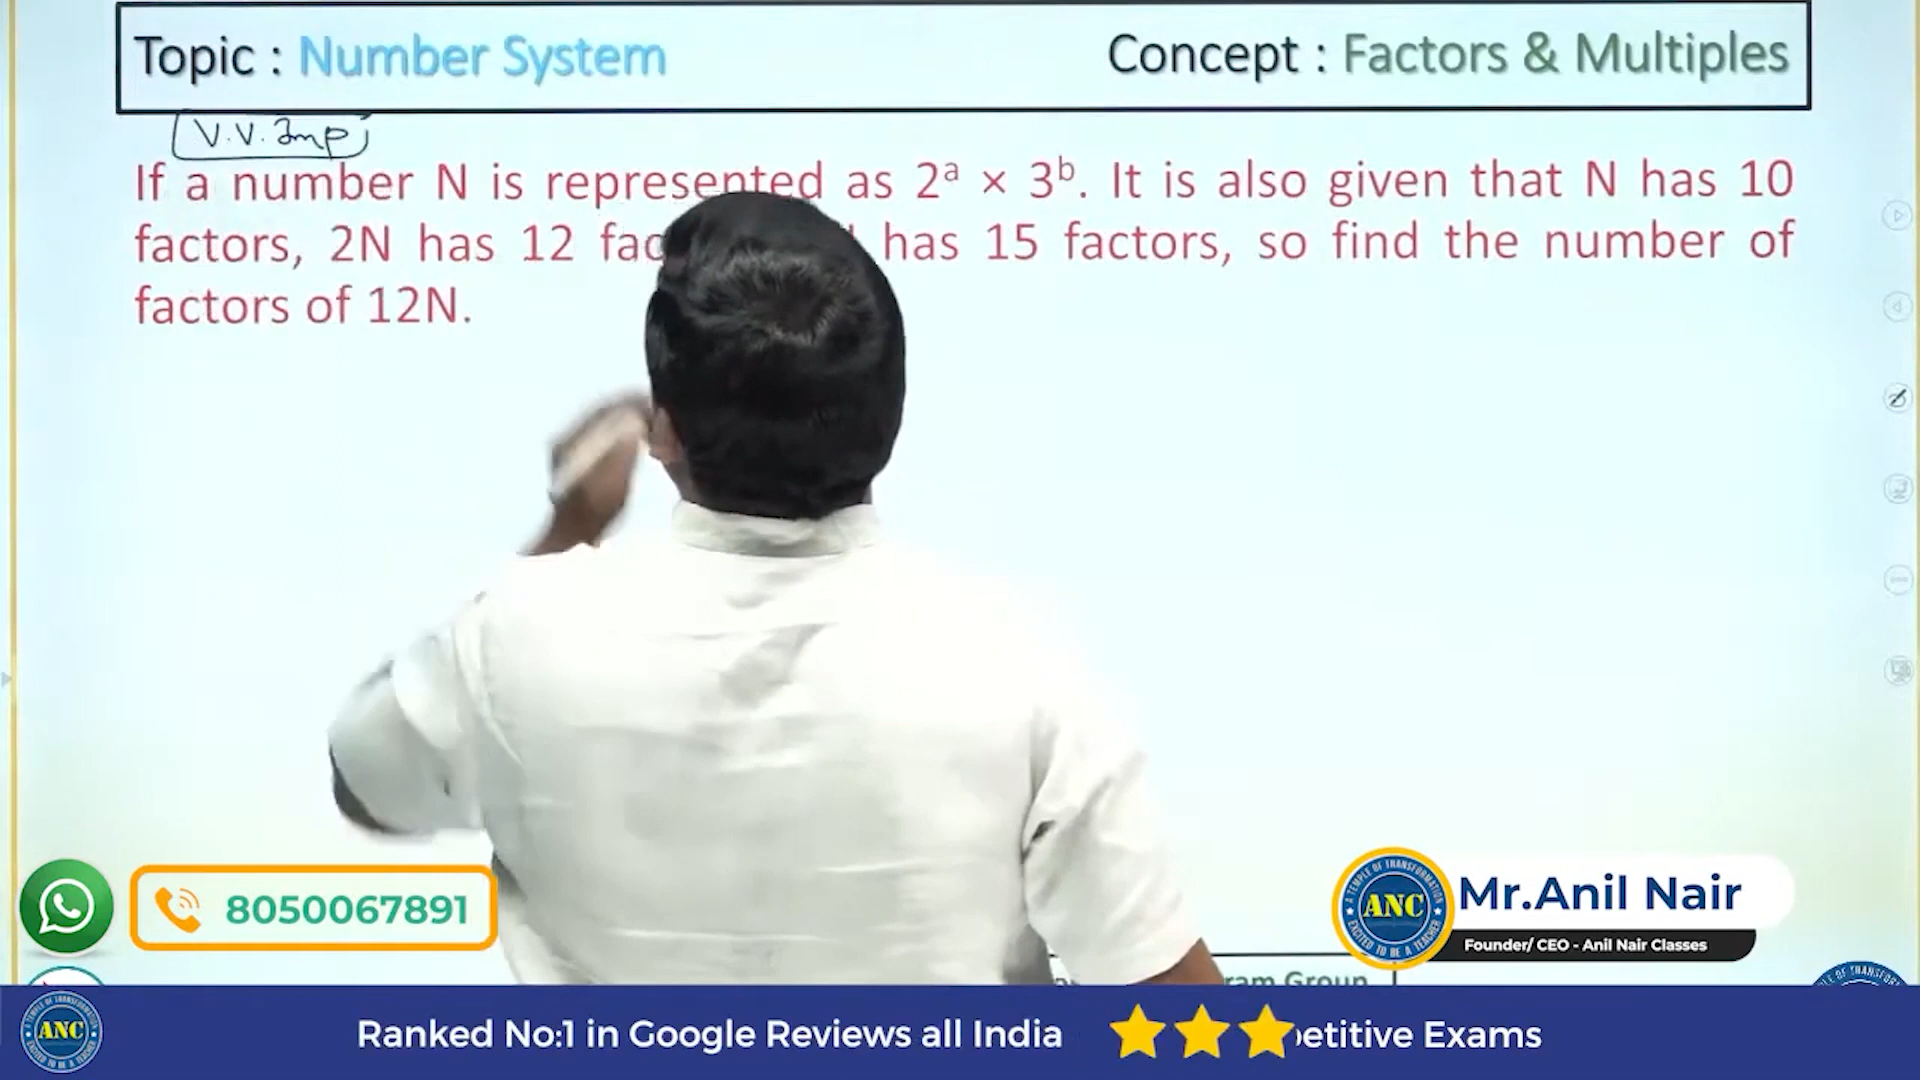 Topic : Number System
Concept : Factors & Multiples
V.V. Imp
If a number N is represented as 2ᵃ × 3ᵇ. It is also given that N has 10
factors, 2N has 12 has 15 factors, so find the number of
factors of 12N.
8050067891
ANC
Mr.Anil Nair
Founder/ CEO - Anil Nair Classes
Group
ANC
Ranked No:1 in Google Reviews all India
Exams